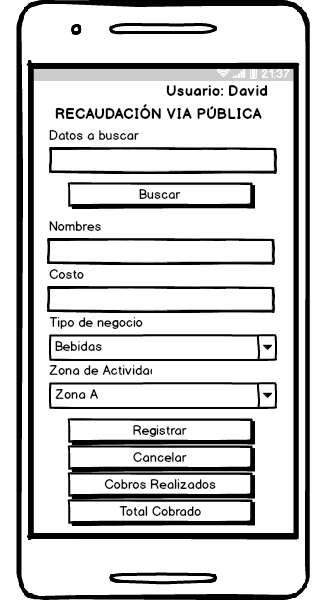 21:37
Usuario: David
RECAUDACIÓN VIA PÚBLICA
Datos a buscar
Buscar
Nombres
Costo
Tipo de negocio
Bebidas
Zona de Activida
Zona A
Registrar
Cancelar
Cobros Realizados
Total Cobrado